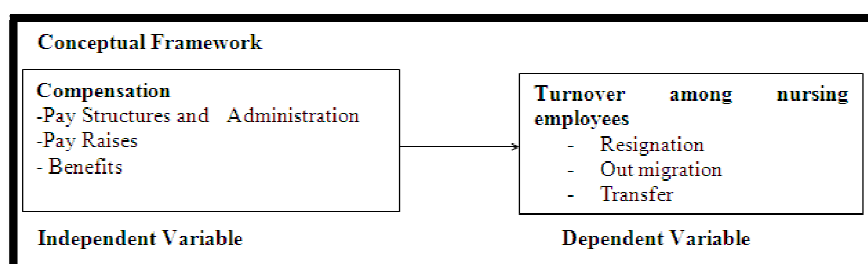 Conceptual Framework
Compensation
-Pay Structures and Administration
-Pay Raises
- Benefits
Turnover among nursing
employees
- Resignation
- Out migration
- Transfer
Independent Variable
Dependent Variable